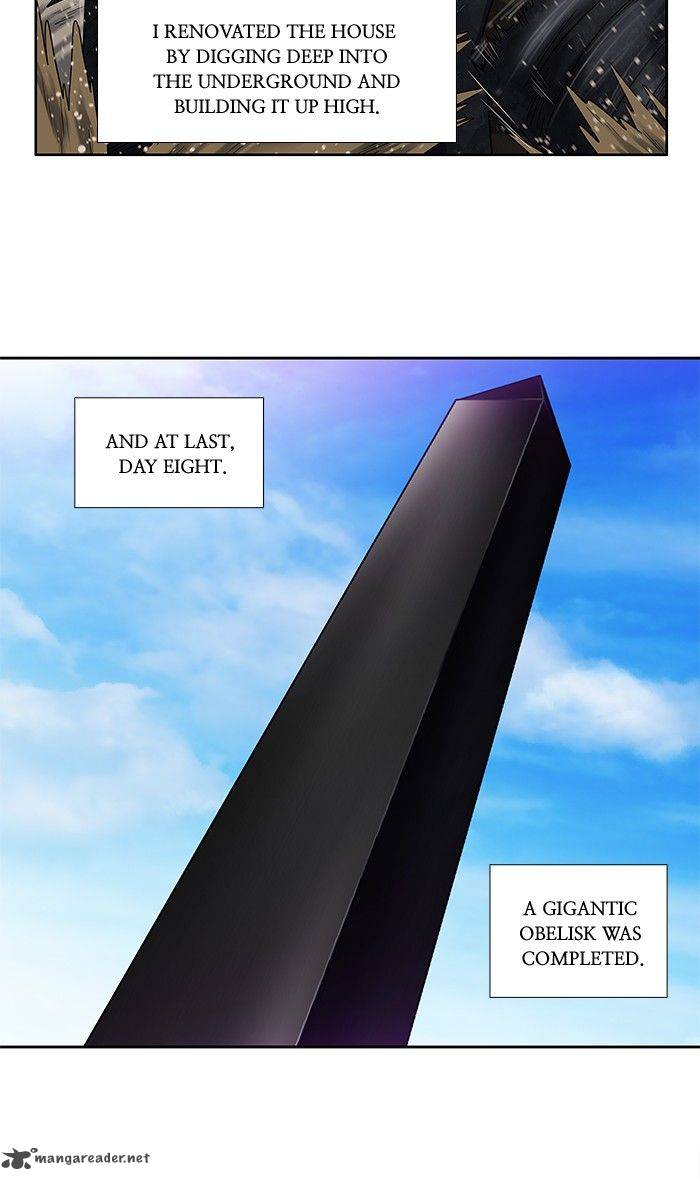 I RENOVATED THE HOUSE
BY DIGGING DEEP INTO
THE UNDERGROUND AND
BUILDING IT UP HIGH.
AND AT LAST,
DAY EIGHT.
A GIGANTIC
OBELISK WAS
COMPLETED.
mangareader.net